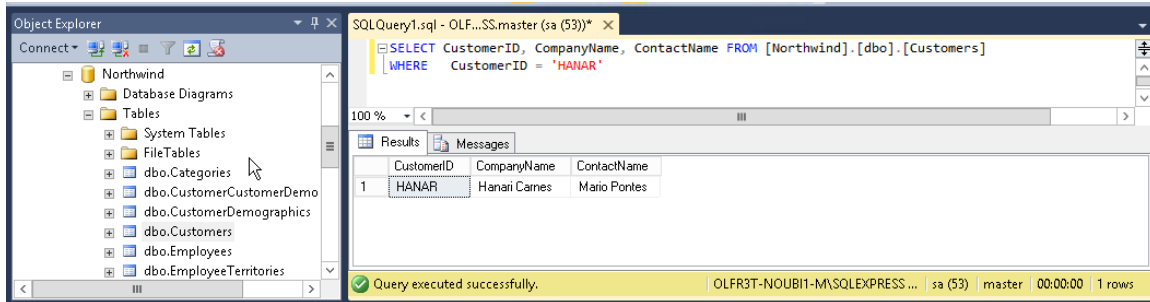 Object Explorer
Connect
Northwind
Database Diagrams
Tables
System Tables
FileTables
dbo.Categories
dbo.CustomerCustomerDemo
dbo.CustomerDemographics
dbo.Customers
dbo.Employees
dbo.EmployeeTerritories
SQLQuery1.sql - OLF...SS.master (sa (53))*
SELECT CustomerID, CompanyName, ContactName FROM [Northwind].[dbo].[Customers]
WHERE CustomerID = 'HANAR'
100 %
Results Messages
CustomerID CompanyName ContactName
1 HANAR Hanari Carnes Mario Pontes
Query executed successfully. OLFR3T-NOUBI1-M\SQLEXPRESS ... sa (53) master 00:00:00 1 rows